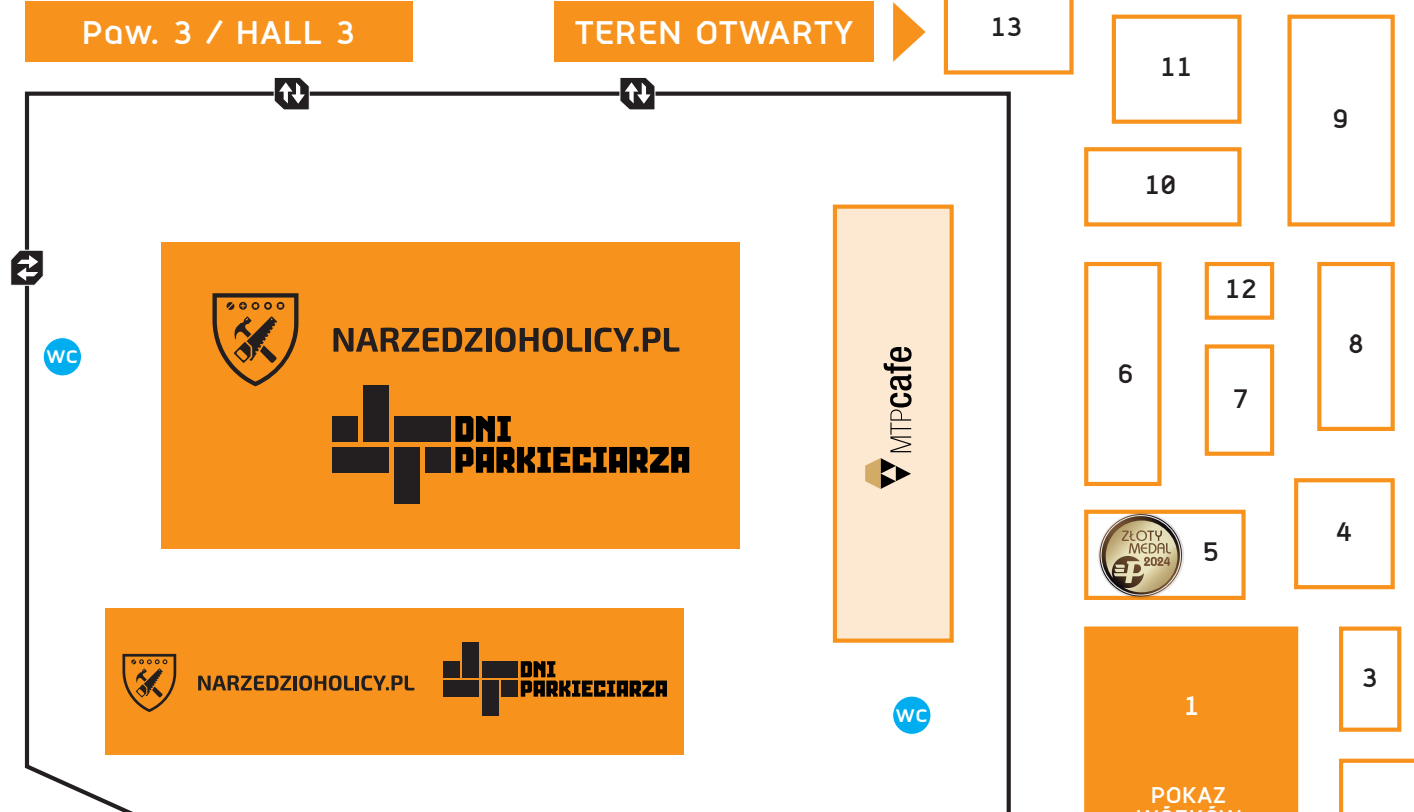 Paw. 3 / HALL 3
TEREN OTWARTY
13
11
9
10
12
8
6
7
WC
NARZEDZIOHOLICY.PL
DNI
PARKIECIARZA
MTPcafe
ZŁOTY
MEDAL
2024
5
4
NARZEDZIOHOLICY.PL
DNI
PARKIECIARZA
WC
1
3
POKAZ